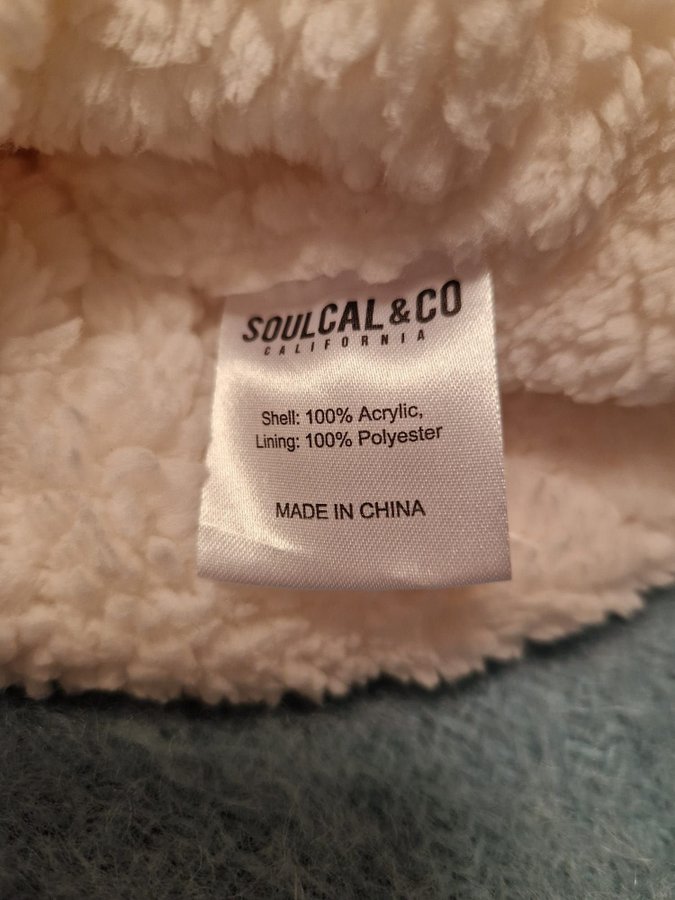 SOULCAL & CO
CALIFORNIA
Shell: 100% Acrylic,
Lining: 100% Polyester
MADE IN CHINA